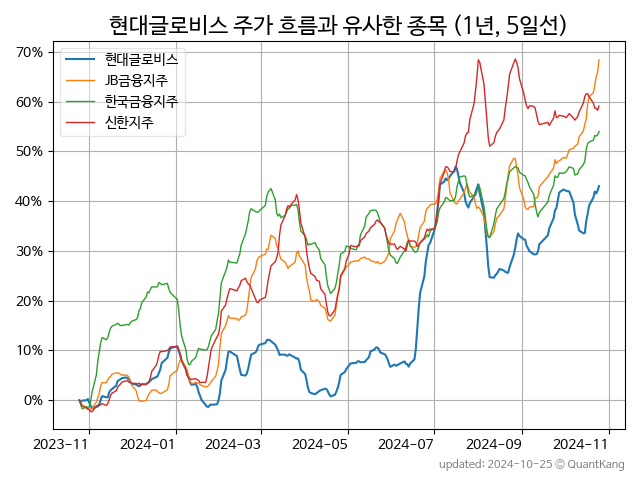 현대글로비스 주가 흐름과 유사한 종목 (1년, 5일선)
현대글로비스
JB금융지주
한국금융지주
신한지주
70%
60%
50%
40%
30%
20%
10%
0%
2023-11
2024-01
2024-03
2024-05
2024-07
2024-09
2024-11
updated: 2024-10-25 © QuantKang